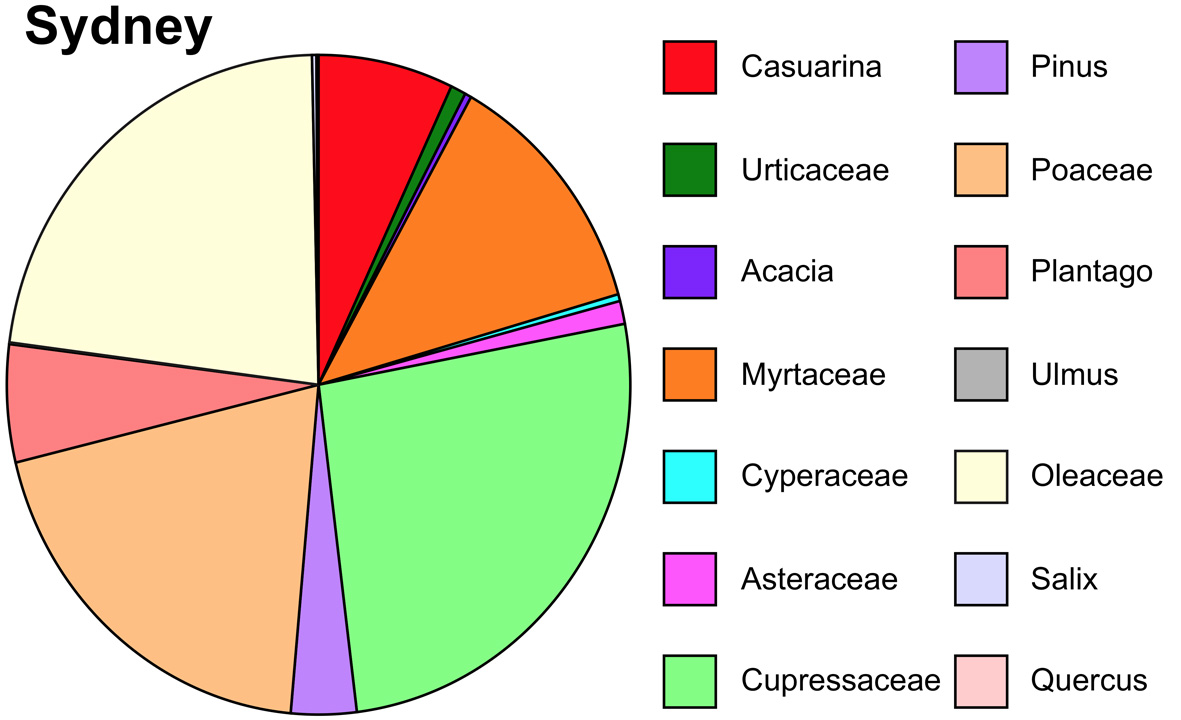 Sydney
Casuarina
Urticaceae
Acacia
Myrtaceae
Cyperaceae
Asteraceae
Cupressaceae
Pinus
Poaceae
Plantago
Ulmus
Oleaceae
Salix
Quercus